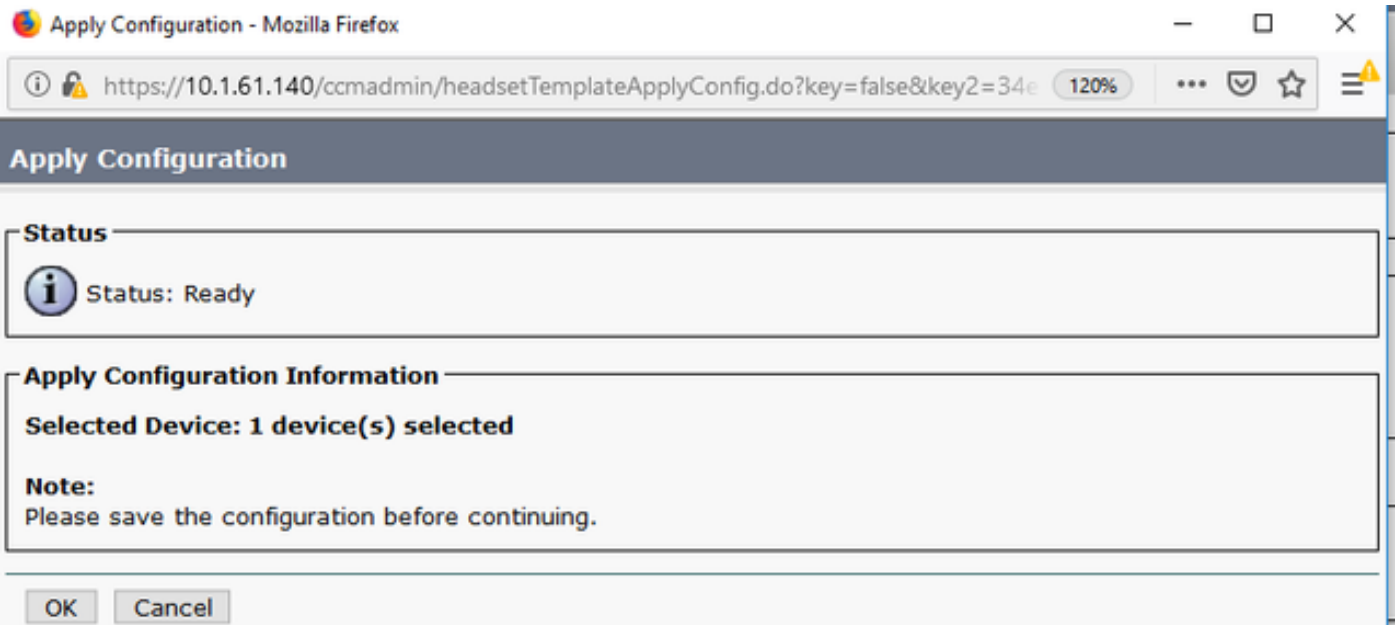 Apply Configuration - Mozilla Firefox
https://10.1.61.140/ccmadmin/headsetTemplateApplyConfig.do?key=false&key2=34e 120%
Apply Configuration
Status
Status: Ready
Apply Configuration Information
Selected Device: 1 device(s) selected
Note:
Please save the configuration before continuing.
OK Cancel